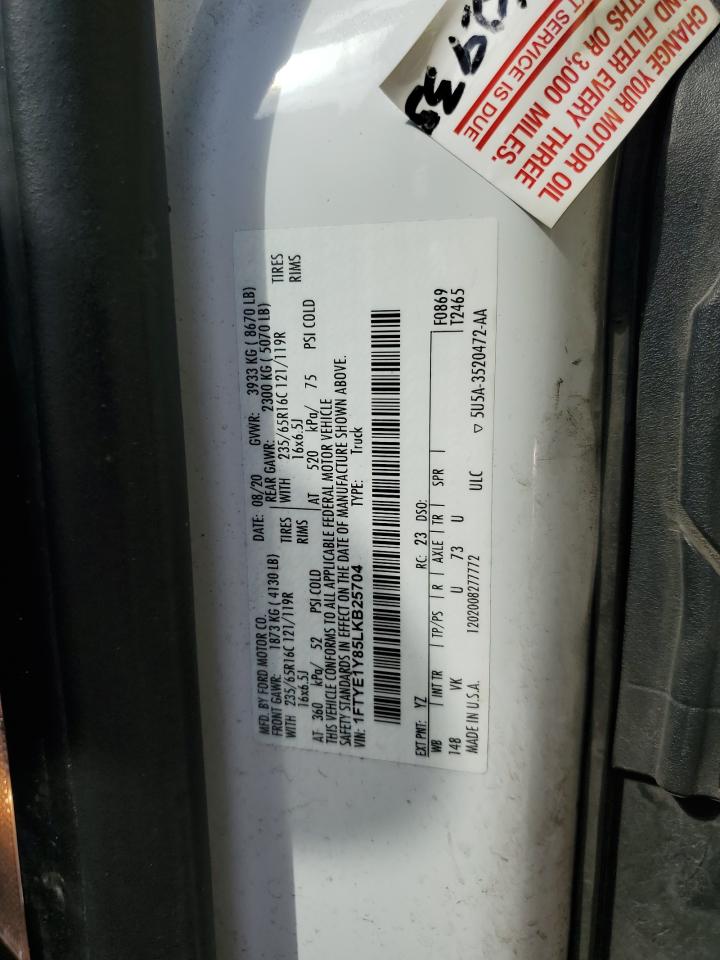 MFD. BY FORD MOTOR CO. DATE: 08/20 GVWR: 3933 KG ( 8670 LB)
FRONT GAWR: 1873 KG ( 4130 LB) REAR GAWR: 2300 KG ( 5070 LB)
WITH 235/65R16C 121/119R TIRES WITH 235/65R16C 121/119R TIRES
16x6.5J RIMS 16x6.5J RIMS
AT 360 kPa/ 52 PSI COLD AT 520 kPa/ 75 PSI COLD
THIS VEHICLE CONFORMS TO ALL APPLICABLE FEDERAL MOTOR VEHICLE
SAFETY STANDARDS IN EFFECT ON THE DATE OF MANUFACTURE SHOWN ABOVE.
VIN: 1FTYE1Y85LKB25704 TYPE: Truck
EXT PNT: YZ RC: 23 DSO: F0869
WB INT TR TP/PS R AXLE TR SPR T2465
148 VK U 73 U
MADE IN U.S.A. 1202008277772 ULC ▽ 5U5A-3520472-AA
SERVICE IS DUE
CHANGE YOUR MOTOR OIL
AND FILTER EVERY THREE
THS OR 3,000 MILES.